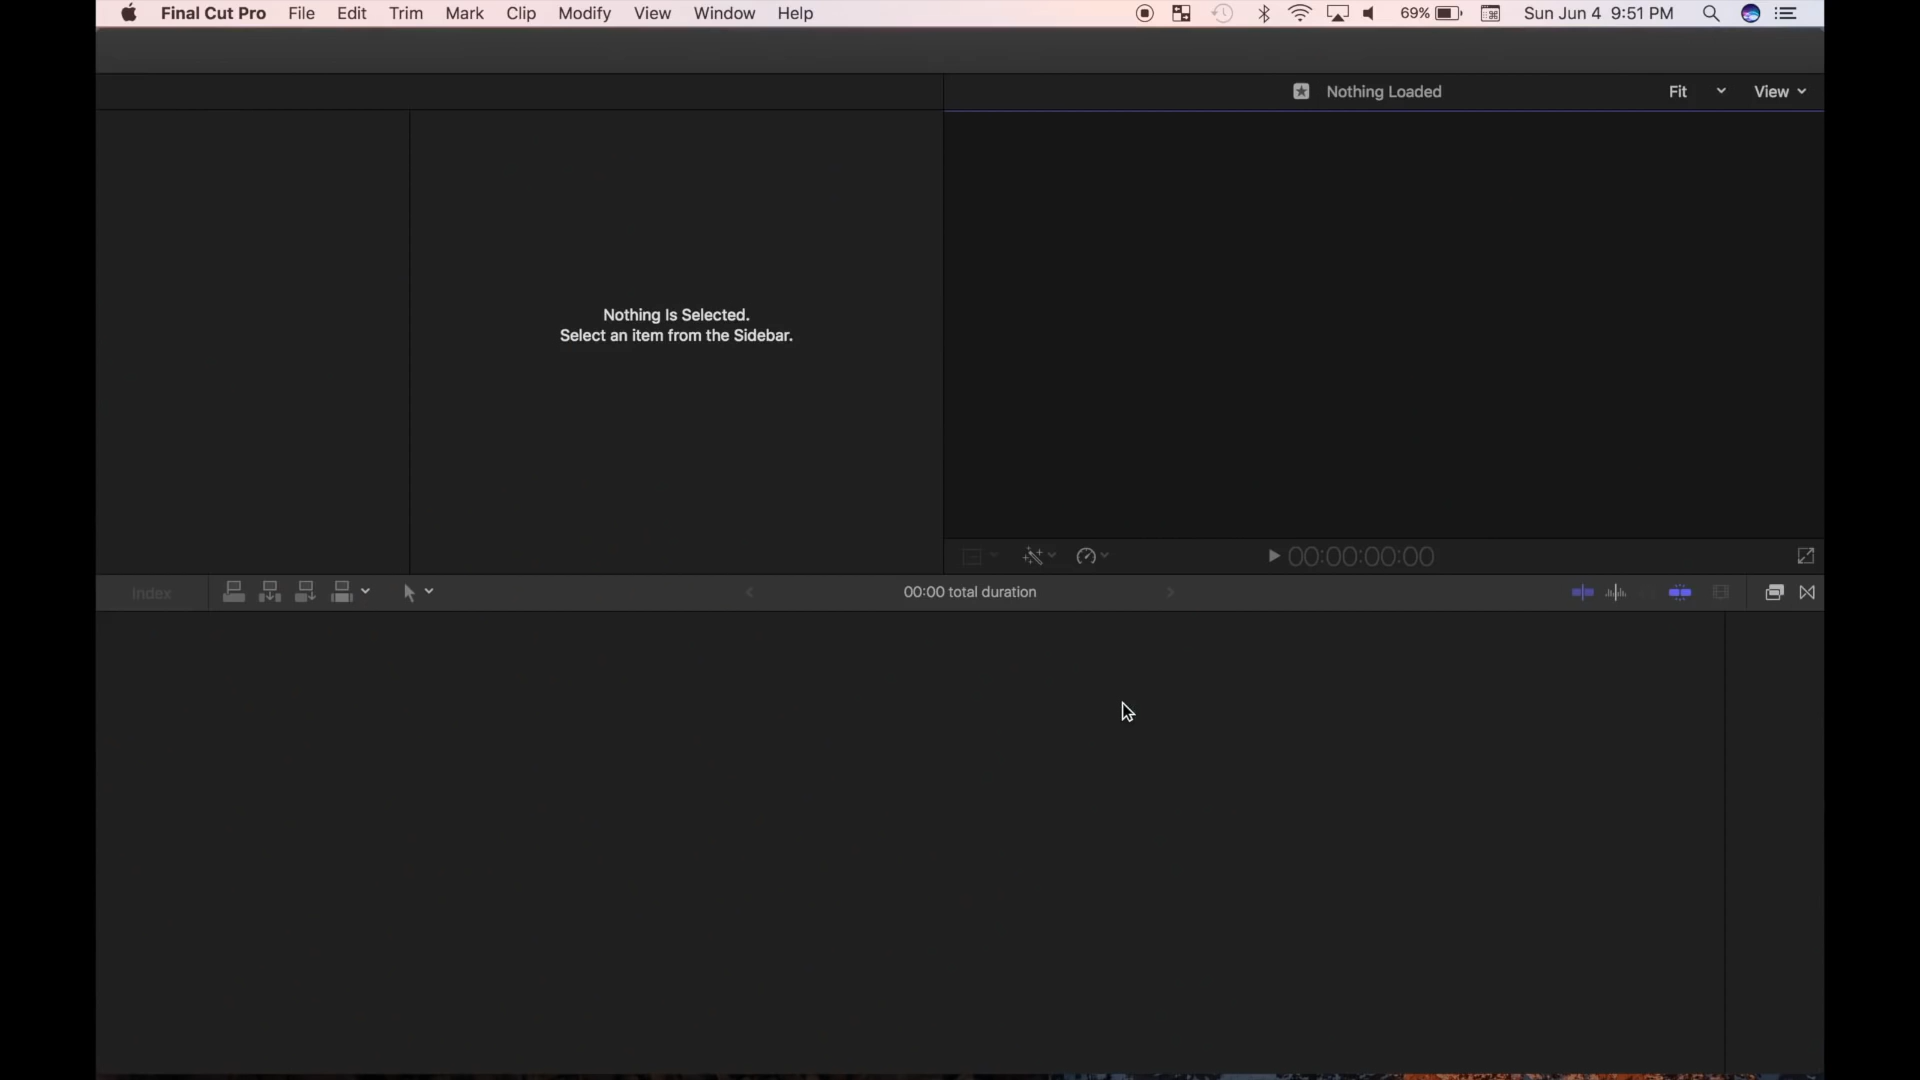 Final Cut Pro File Edit Trim Mark Clip Modify View Window Help 69% Sun Jun 4 9:51 PM
Nothing Loaded Fit View
Nothing Is Selected.
Select an item from the Sidebar.
00:00:00:00
Index 00:00 total duration